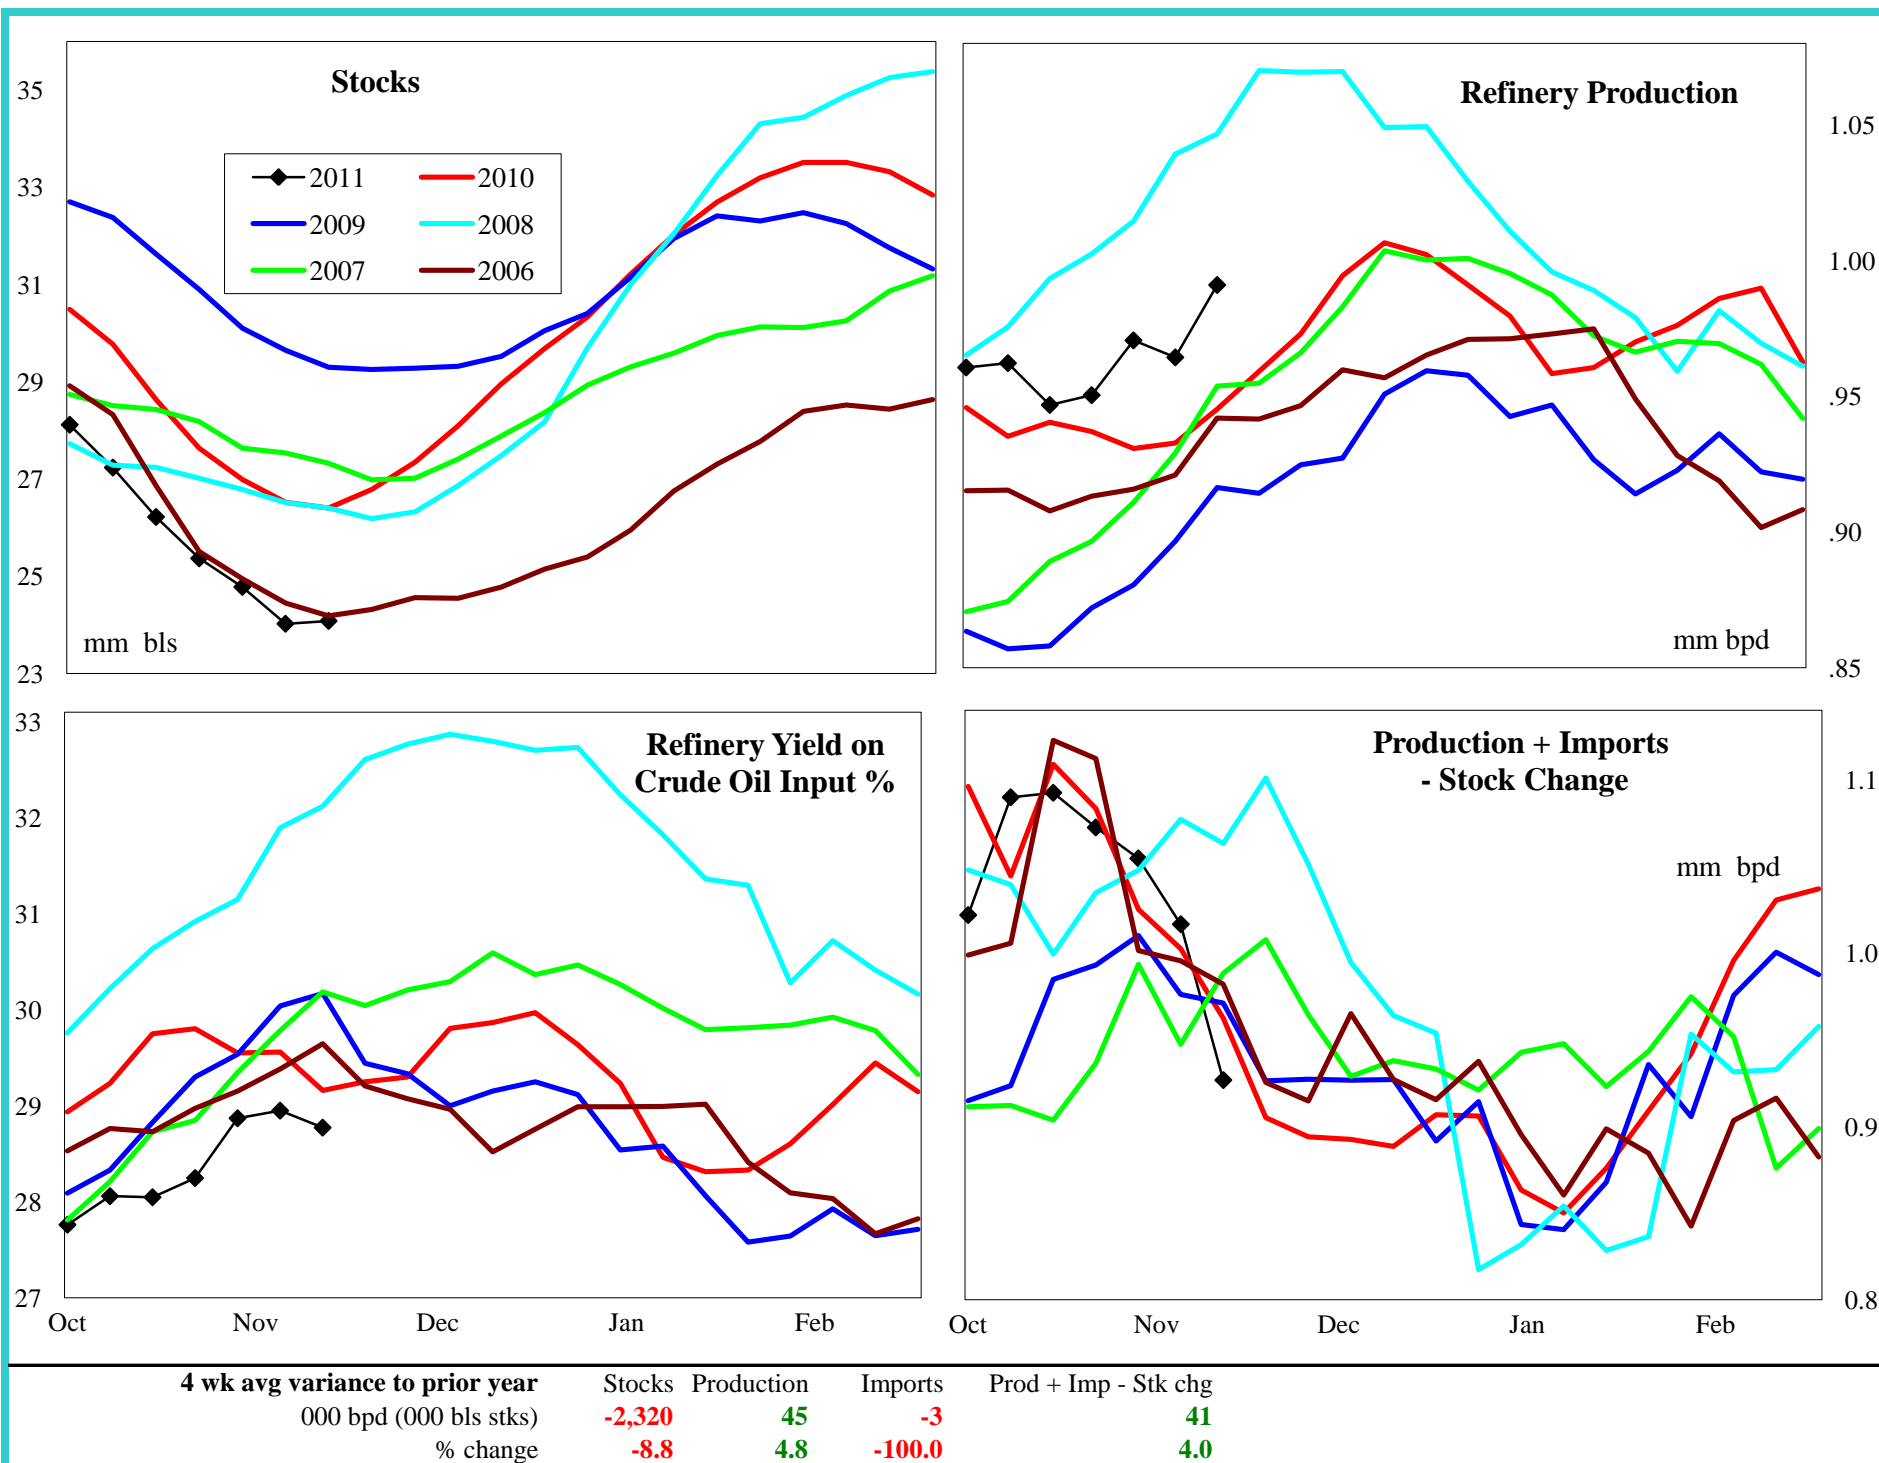 Stocks
35
33
31
29
27
25
23
2011
2010
2009
2008
2007
2006
mm bls
Refinery Production
1.05
1.00
.95
.90
.85
mm bpd
Refinery Yield on
Crude Oil Input %
33
32
31
30
29
28
27
Oct Nov Dec Jan Feb
Production + Imports
- Stock Change
mm bpd
1.1
1.0
0.9
0.8
Oct Nov Dec Jan Feb
4 wk avg variance to prior year Stocks Production Imports Prod + Imp - Stk chg
000 bpd (000 bls stks) -2,320 45 -3 41
% change -8.8 4.8 -100.0 4.0